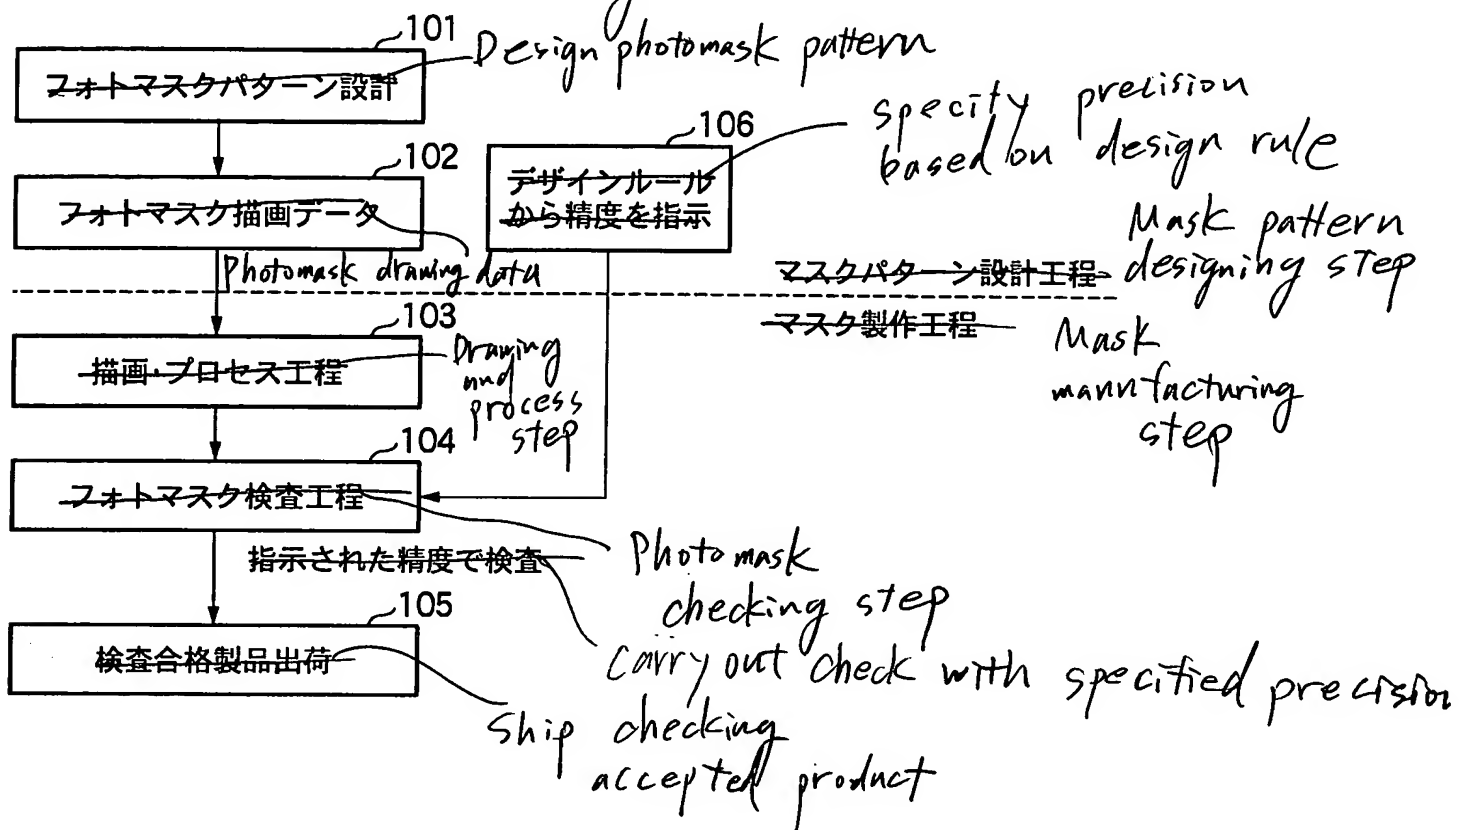 101
フォトマスクパターン設計
Design photomask pattern
106
デザインルール
から精度を指示
specity precision
based on design rule
102
フォトマスク描画データ
Photomask drawing data
マスクパターン設計工程
Mask pattern
designing step
マスク製作工程
Mask
manufacturing
step
103
描画・プロセス工程
Drawing
and
process
step
104
フォトマスク検査工程
Photomask
checking step
指示された精度で検査
Carry out check with specified precision
105
検査合格製品出荷
Ship checking
accepted product